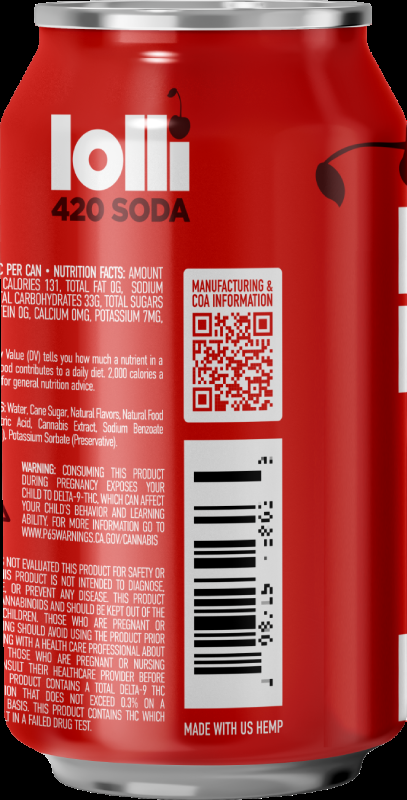 lolli
420 SODA
C PER CAN • NUTRITION FACTS: AMOUNT
CALORIES 131, TOTAL FAT 0G, SODIUM
TAL CARBOHYDRATES 33G, TOTAL SUGARS
TEIN 0G, CALCIUM 0MG, POTASSIUM 7MG,
y Value (DV) tells you how much a nutrient in a
ood contributes to a daily diet. 2,000 calories a
for general nutrition advice.
S: Water, Cane Sugar, Natural Flavors, Natural Food
tric Acid, Cannabis Extract, Sodium Benzoate
), Potassium Sorbate (Preservative).
WARNING: CONSUMING THIS PRODUCT
DURING PREGNANCY EXPOSES YOUR
CHILD TO DELTA-9-THC, WHICH CAN AFFECT
YOUR CHILD'S BEHAVIOR AND LEARNING
ABILITY. FOR MORE INFORMATION GO TO
WWW.P65WARNINGS.CA.GOV/CANNABIS
S NOT EVALUATED THIS PRODUCT FOR SAFETY OR
HIS PRODUCT IS NOT INTENDED TO DIAGNOSE,
E, OR PREVENT ANY DISEASE. THIS PRODUCT
ANNABINOIDS AND SHOULD BE KEPT OUT OF THE
CHILDREN. THOSE WHO ARE PREGNANT OR
ING SHOULD AVOID USING THE PRODUCT PRIOR
NG WITH A HEALTH CARE PROFESSIONAL ABOUT
THOSE WHO ARE PREGNANT OR NURSING
NSULT THEIR HEALTHCARE PROVIDER BEFORE
PRODUCT CONTAINS A TOTAL DELTA-9 THC
ION THAT DOES NOT EXCEED 0.3% ON A
BASIS. THIS PRODUCT CONTAINS THC WHICH
LT IN A FAILED DRUG TEST.
MANUFACTURING &
COA INFORMATION
MADE WITH US HEMP